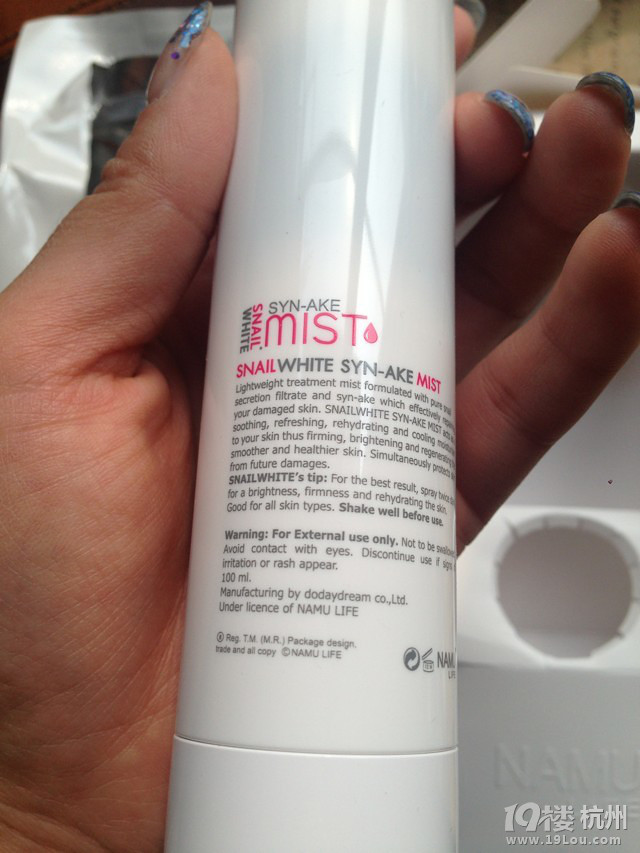 SYN-AKE
SNAIL WHITE
MIST
SNAILWHITE SYN-AKE MIST
Lightweight treatment mist formulated with pure snail
secretion filtrate and syn-ake which effectively
your damaged skin. SNAILWHITE SYN-AKE MIST
soothing, refreshing, rehydrating and cooling
to your skin thus firming, brightening and regenerating
smoother and healthier skin. Simultaneously protects
from future damages.
SNAILWHITE's tip: For the best result, spray twice
for a brightness, firmness and rehydrating the skin.
Good for all skin types. Shake well before use.
Warning: For External use only. Not to be swallowed
Avoid contact with eyes. Discontinue use if signs
irritation or rash appear.
100 ml.
Manufacturing by dodaydream co.,Ltd.
Under licence of NAMU LIFE
® Reg. T.M. (M.R.) Package design,
trade and all copy ©NAMU LIFE
NAMU
LIFE
NAMU
19楼 杭州
www.19Lou.com